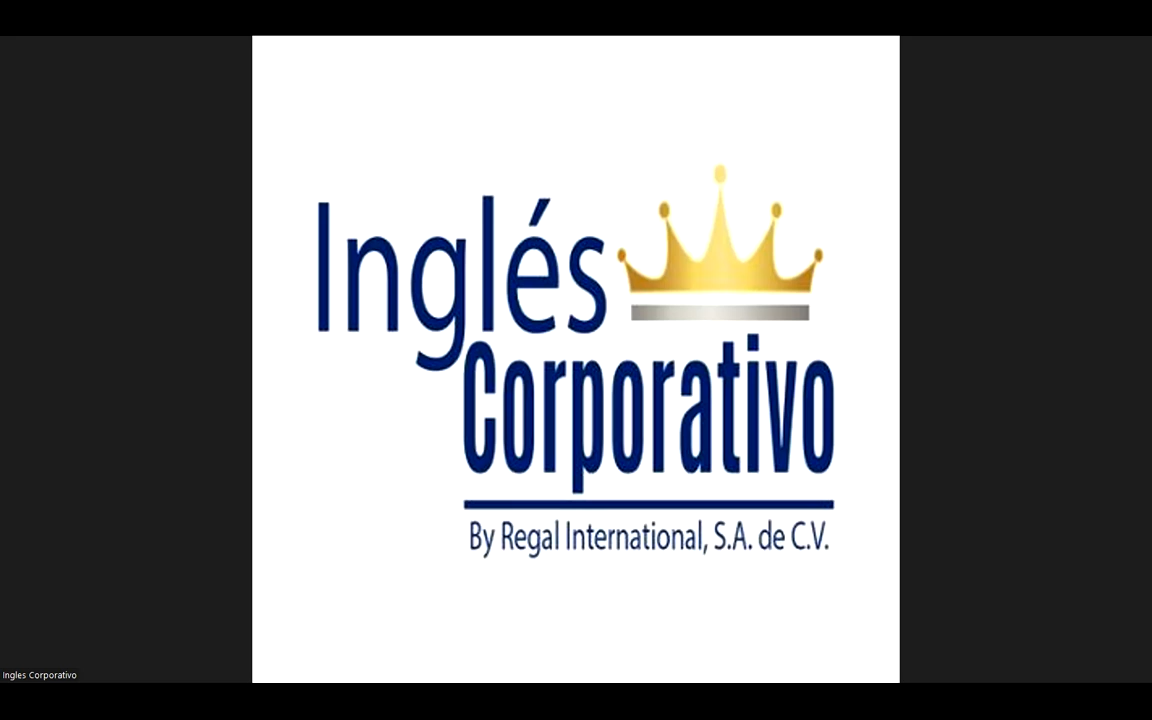 Inglés
Corporativo
By Regal International, S.A. de C.V.
Ingles Corporativo